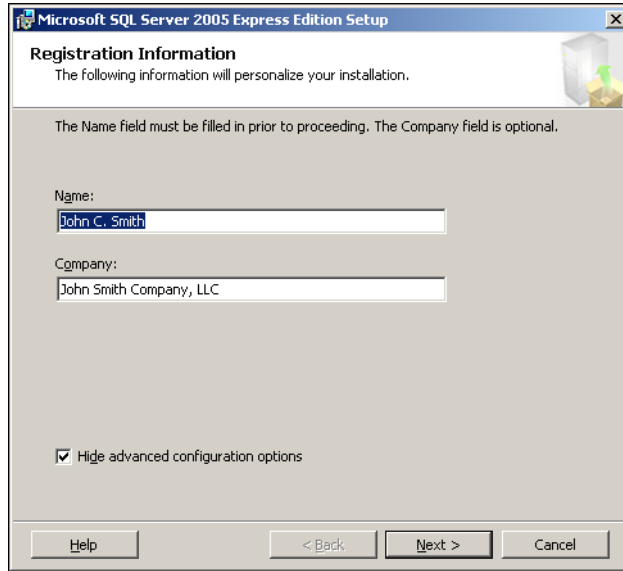 Microsoft SQL Server 2005 Express Edition Setup
Registration Information
The following information will personalize your installation.
The Name field must be filled in prior to proceeding. The Company field is optional.
Name:
John C. Smith
Company:
John Smith Company, LLC
Hide advanced configuration options
Help
< Back
Next >
Cancel